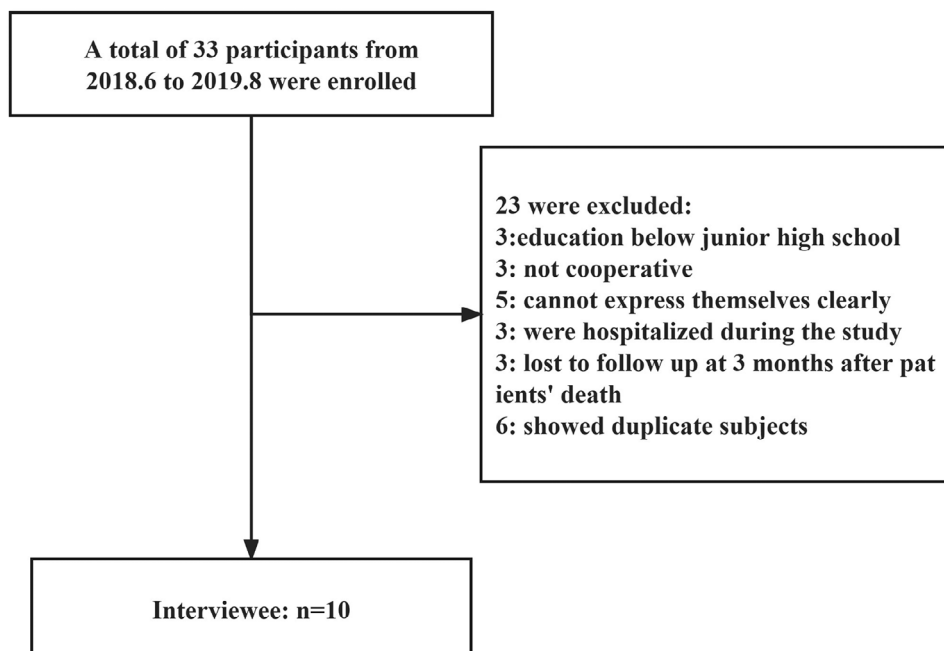 A total of 33 participants from
2018.6 to 2019.8 were enrolled
23 were excluded:
3:education below junior high school
3: not cooperative
5: cannot express themselves clearly
3: were hospitalized during the study
3: lost to follow up at 3 months after pat
ients' death
6: showed duplicate subjects
Interviewee: n=10